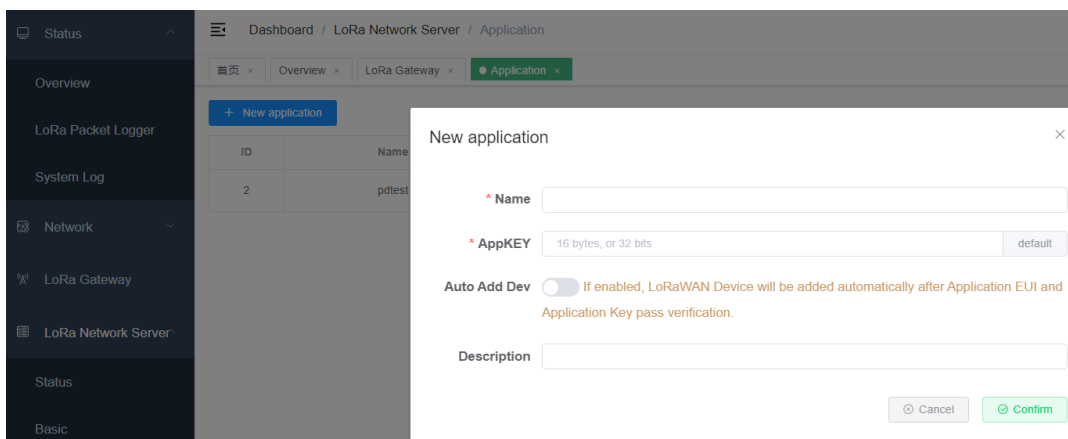 Status
Overview
LoRa Packet Logger
System Log
Network
LoRa Gateway
LoRa Network Server
Status
Basic
Dashboard / LoRa Network Server / Application
首页 × Overview × LoRa Gateway × Application ×
+ New application
ID Name
2 pdtest
New application ×
* Name
* AppKEY 16 bytes, or 32 bits default
Auto Add Dev If enabled, LoRaWAN Device will be added automatically after Application EUI and
Application Key pass verification.
Description
Cancel Confirm